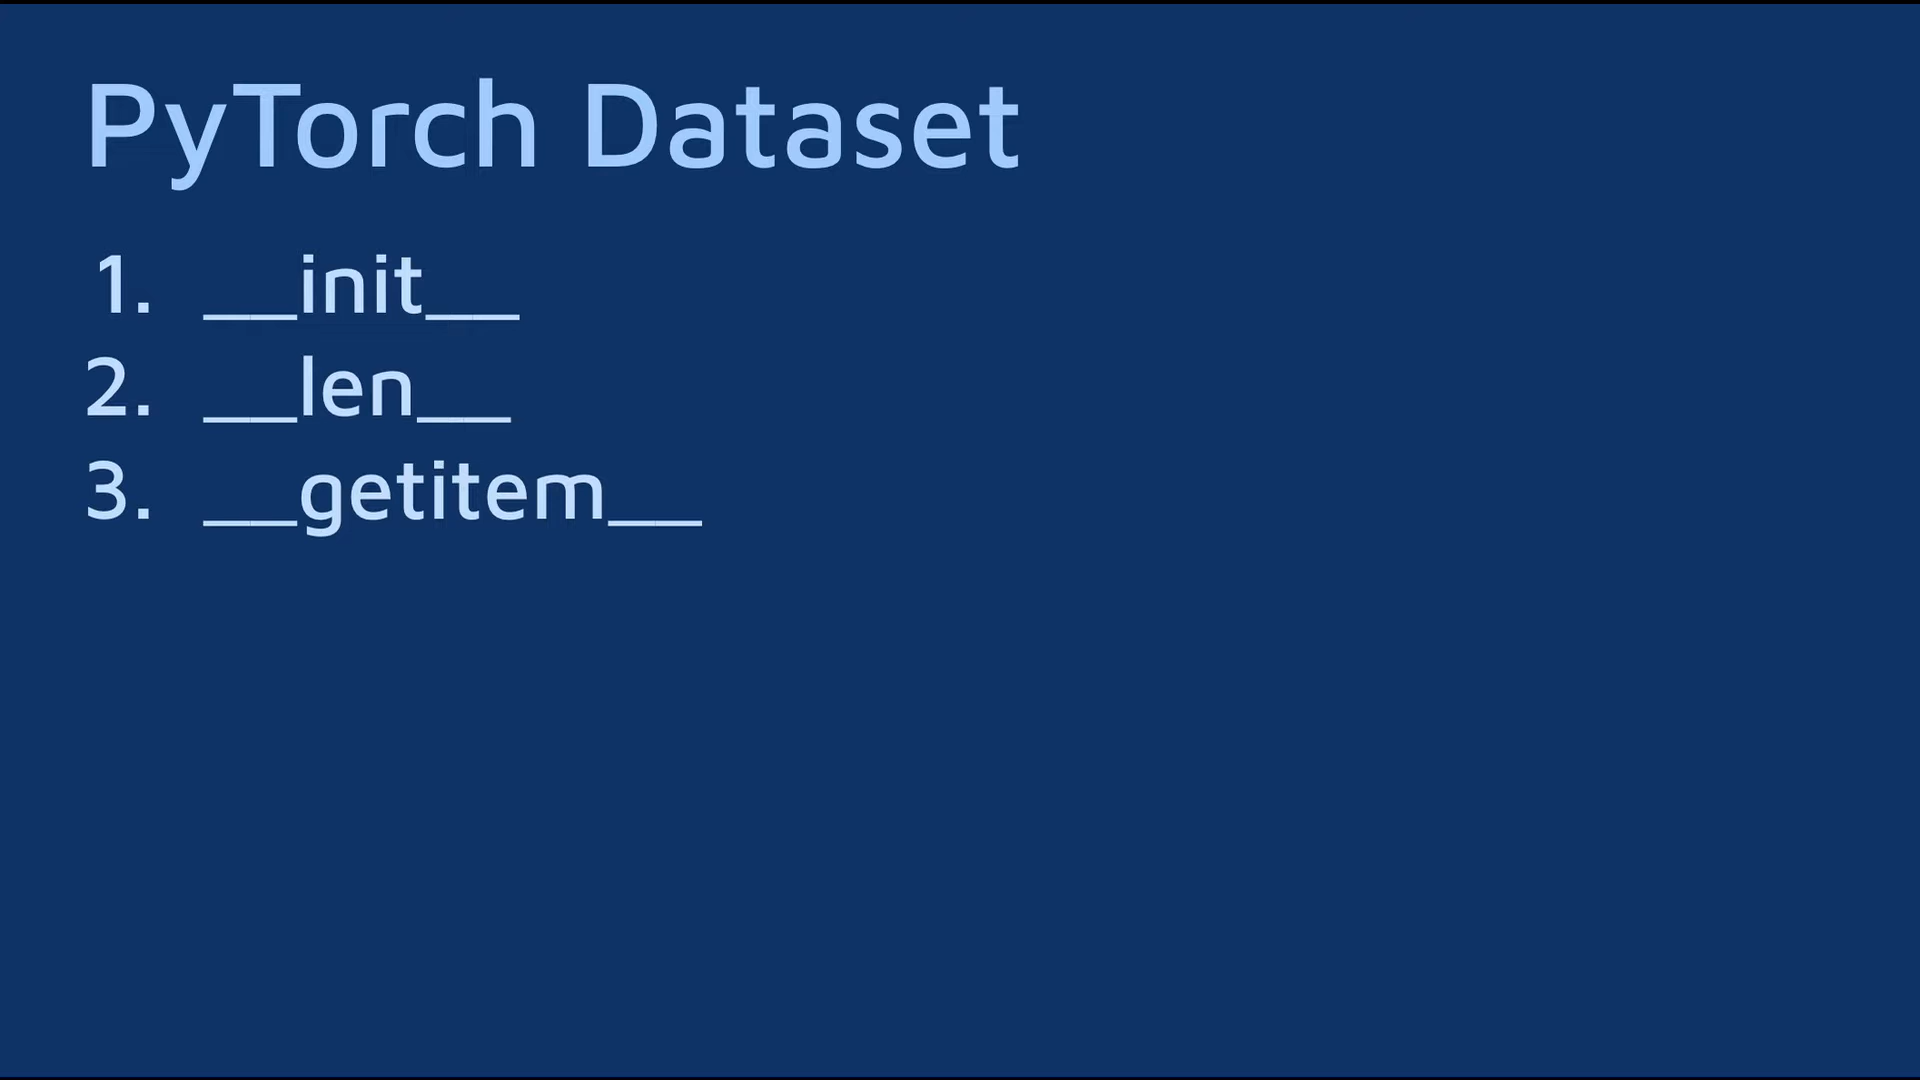 PyTorch Dataset
1. __init__
2. __len__
3. __getitem__